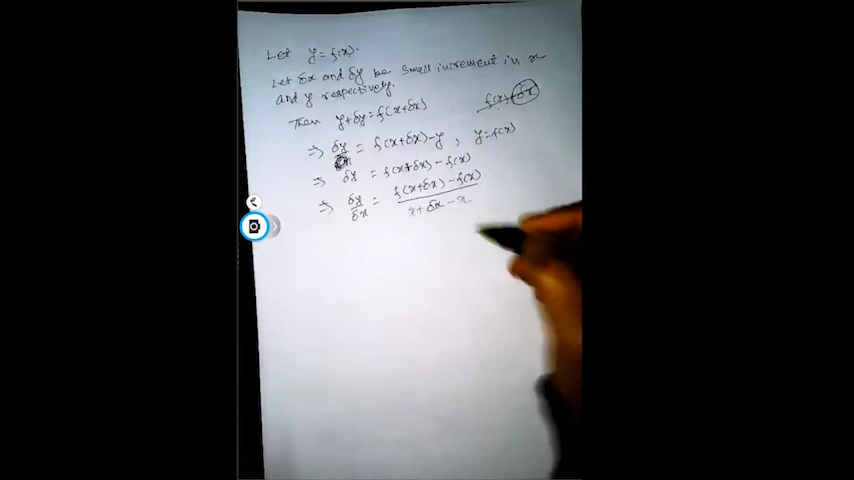 Let y = f(x).
Let δx and δy be small increment in x
and y respectively.
Then y+δy = f(x+δx)
f(x)+δx
⇒ δy = f(x+δx) - y , y = f(x)
⇒ δy = f(x+δx) - f(x)
⇒ δy/δx = f(x+δx) - f(x) / x+δx-x